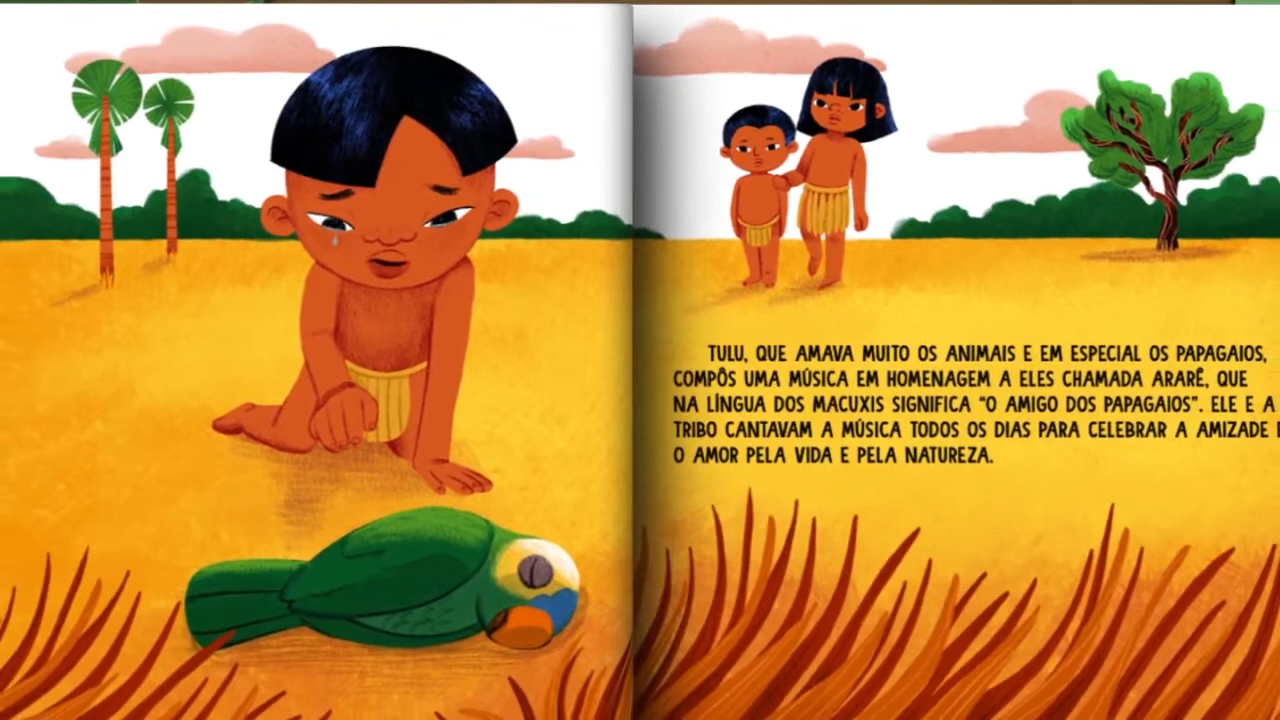 TULU, QUE AMAVA MUITO OS ANIMAIS E EM ESPECIAL OS PAPAGAIOS,
COMPÔS UMA MÚSICA EM HOMENAGEM A ELES CHAMADA ARARÊ, QUE
NA LÍNGUA DOS MACUXIS SIGNIFICA "O AMIGO DOS PAPAGAIOS". ELE E A
TRIBO CANTAVAM A MÚSICA TODOS OS DIAS PARA CELEBRAR A AMIZADE E
O AMOR PELA VIDA E PELA NATUREZA.